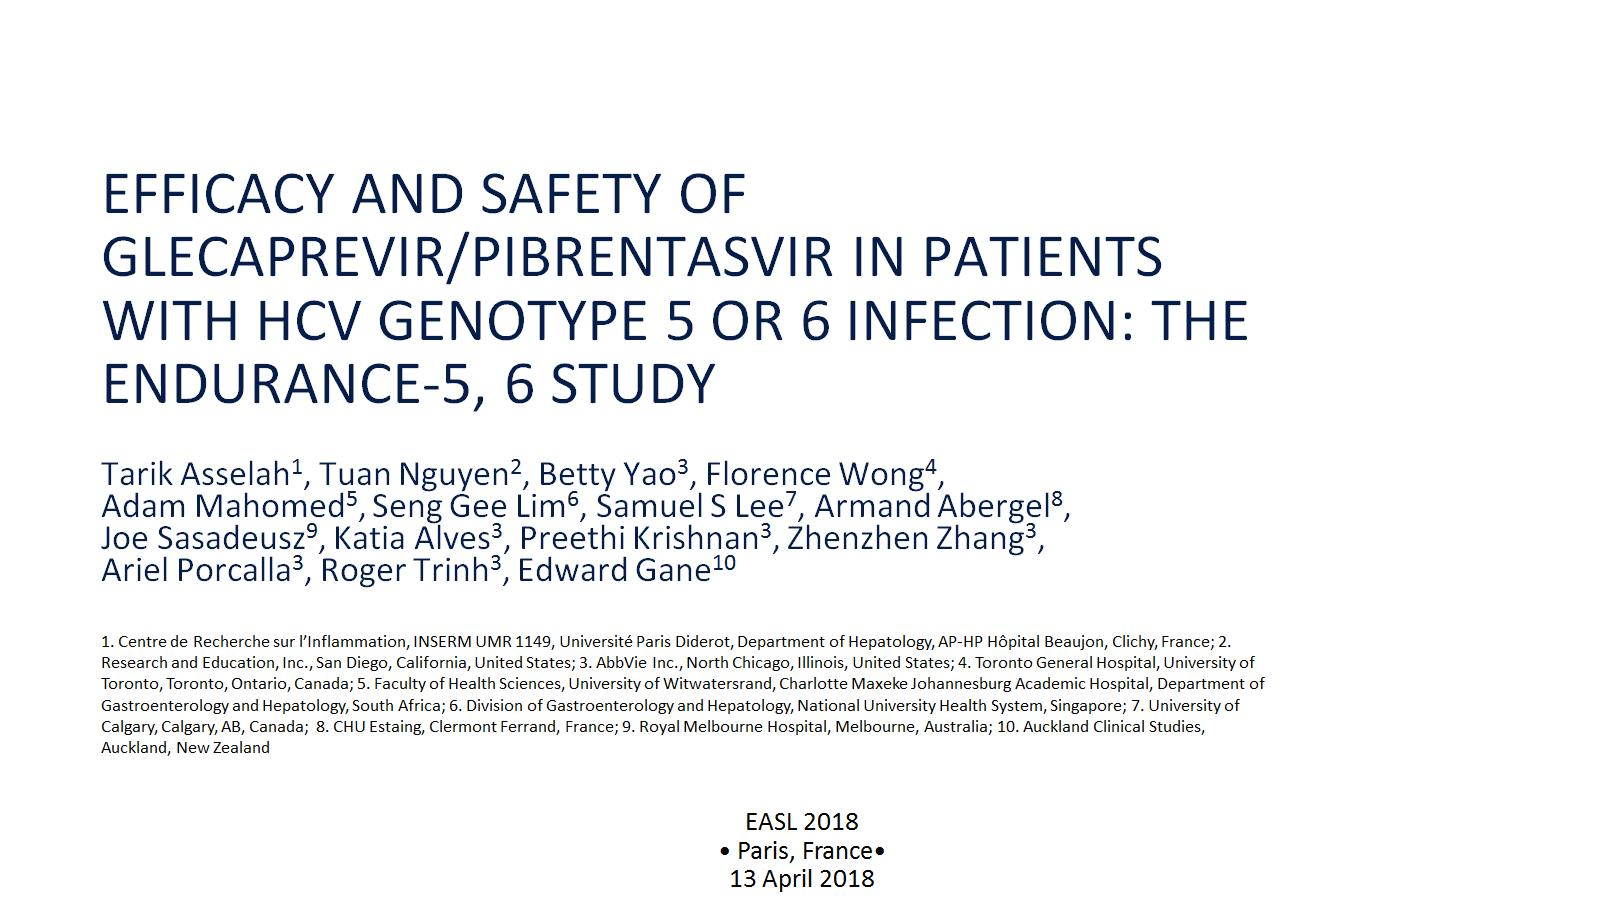 EFFICACY AND SAFETY OF
GLECAPREVIR/PIBRENTASVIR IN PATIENTS
WITH HCV GENOTYPE 5 OR 6 INFECTION: THE
ENDURANCE-5, 6 STUDY
Tarik Asselah¹, Tuan Nguyen², Betty Yao³, Florence Wong⁴,
Adam Mahomed⁵, Seng Gee Lim⁶, Samuel S Lee⁷, Armand Abergel⁸,
Joe Sasadeusz⁹, Katia Alves³, Preethi Krishnan³, Zhenzhen Zhang³,
Ariel Porcalla³, Roger Trinh³, Edward Gane¹⁰
1. Centre de Recherche sur l’Inflammation, INSERM UMR 1149, Université Paris Diderot, Department of Hepatology, AP-HP Hôpital Beaujon, Clichy, France; 2.
Research and Education, Inc., San Diego, California, United States; 3. AbbVie Inc., North Chicago, Illinois, United States; 4. Toronto General Hospital, University of
Toronto, Toronto, Ontario, Canada; 5. Faculty of Health Sciences, University of Witwatersrand, Charlotte Maxeke Johannesburg Academic Hospital, Department of
Gastroenterology and Hepatology, South Africa; 6. Division of Gastroenterology and Hepatology, National University Health System, Singapore; 7. University of
Calgary, Calgary, AB, Canada; 8. CHU Estaing, Clermont Ferrand, France; 9. Royal Melbourne Hospital, Melbourne, Australia; 10. Auckland Clinical Studies,
Auckland, New Zealand
EASL 2018
• Paris, France•
13 April 2018